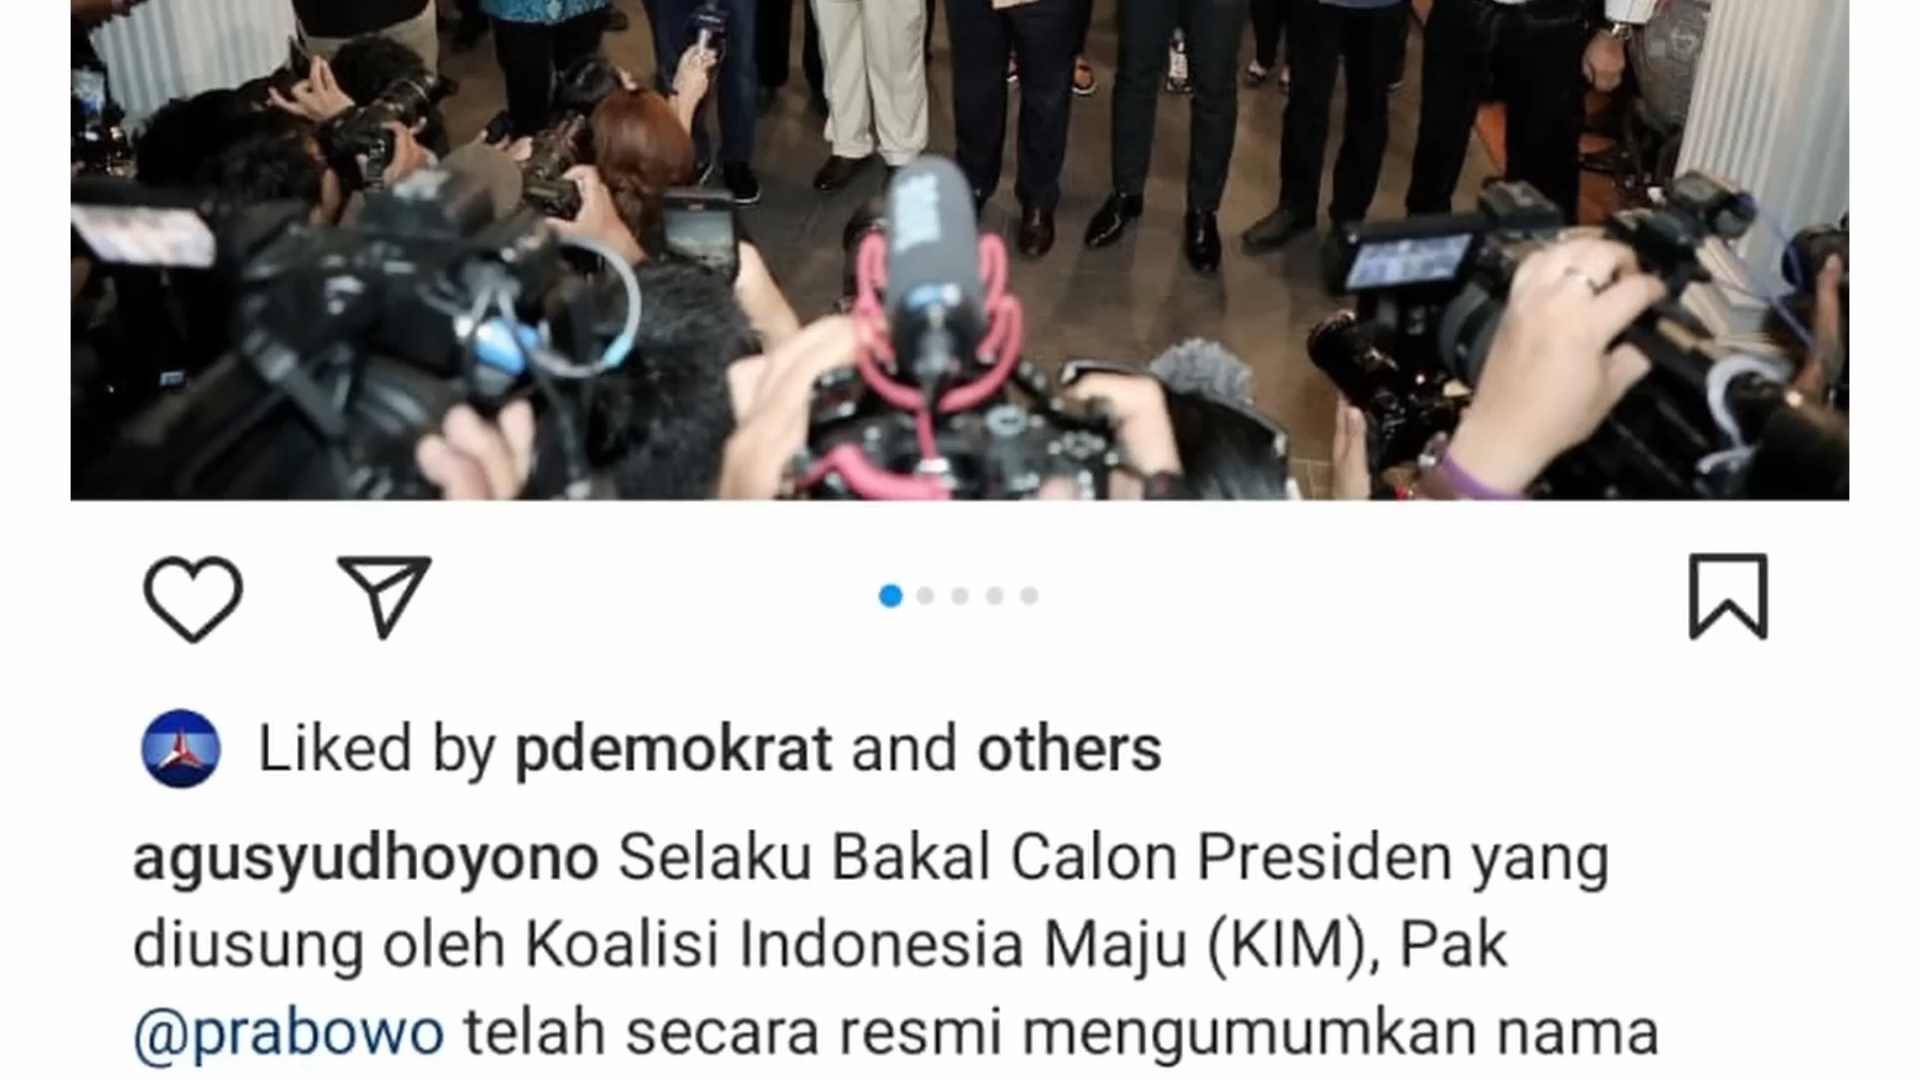 Liked by pdemokrat and others
agusyudhoyono Selaku Bakal Calon Presiden yang
diusung oleh Koalisi Indonesia Maju (KIM), Pak
@prabowo telah secara resmi mengumumkan nama